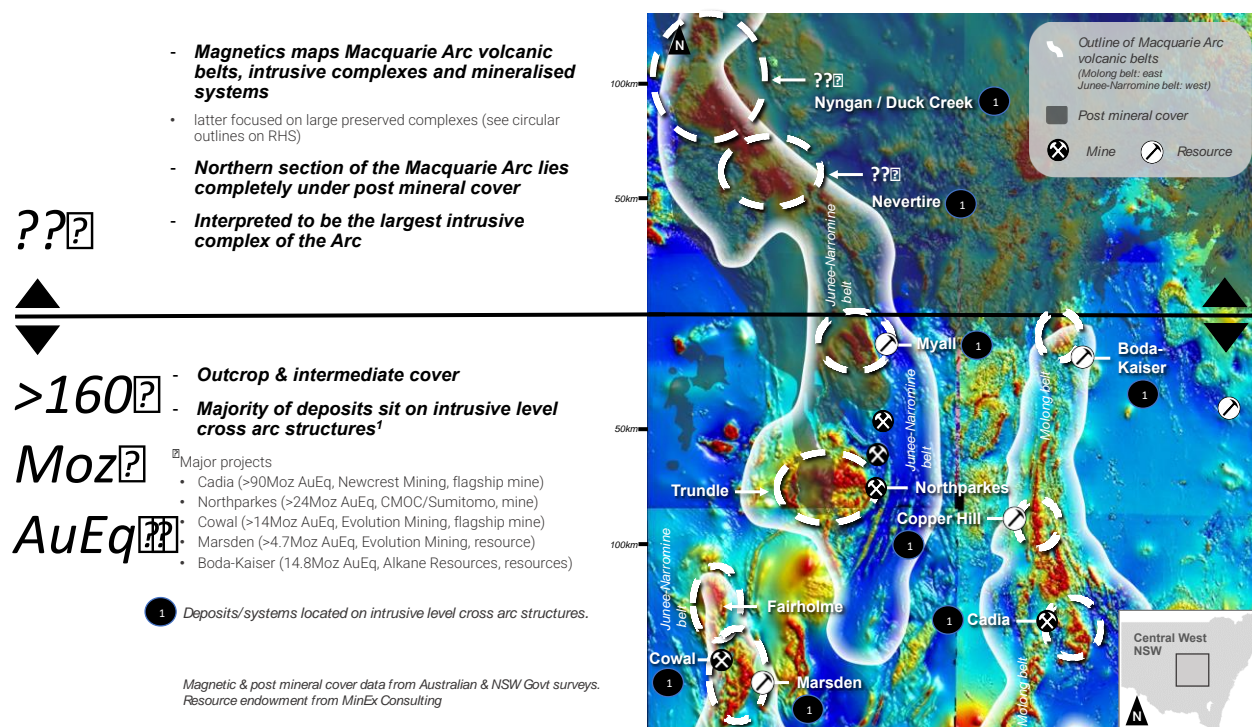 - Magnetics maps Macquarie Arc volcanic
belts, intrusive complexes and mineralised
systems
• latter focused on large preserved complexes (see circular
outlines on RHS)
- Northern section of the Macquarie Arc lies
completely under post mineral cover
- Interpreted to be the largest intrusive
complex of the Arc
??
>160
Moz
AuEq??
- Outcrop & intermediate cover
- Majority of deposits sit on intrusive level
cross arc structures¹
Major projects
• Cadia (>90Moz AuEq, Newcrest Mining, flagship mine)
• Northparkes (>24Moz AuEq, CMOC/Sumitomo, mine)
• Cowal (>14Moz AuEq, Evolution Mining, flagship mine)
• Marsden (>4.7Moz AuEq, Evolution Mining, resource)
• Boda-Kaiser (14.8Moz AuEq, Alkane Resources, resources)
1 Deposits/systems located on intrusive level cross arc structures.
Magnetic & post mineral cover data from Australian & NSW Govt surveys.
Resource endowment from MinEx Consulting
N
100km
50km
50km
100km
??
Nyngan / Duck Creek 1
??
Nevertire 1
Junee-Narromine
belt
Myall 1
Boda-
Kaiser
1
Molong belt
Junee-Narromine
belt
Trundle
Northparkes
1
Copper Hill
Junee-Narromine
belt
Fairholme
1 Cadia
Cowal
1
Marsden
1
Molong belt
Outline of Macquarie Arc
volcanic belts
(Molong belt: east
Junee-Narromine belt: west)
Post mineral cover
Mine
Resource
Central West
NSW
N